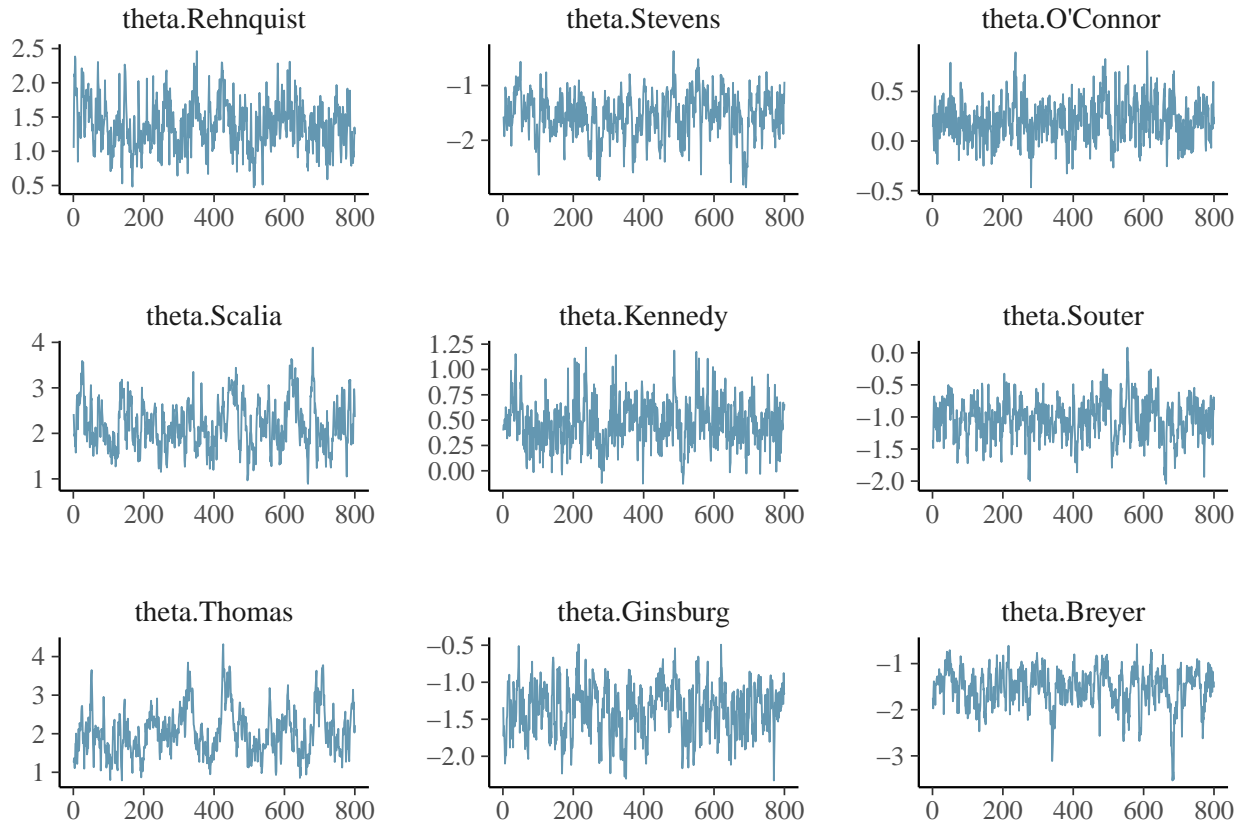 theta.Rehnquist
2.5
2.0
1.5
1.0
0.5
0 200 400 600 800
theta.Stevens
−1
−2
0 200 400 600 800
theta.O'Connor
0.5
0.0
−0.5
0 200 400 600 800
theta.Scalia
4
3
2
1
0 200 400 600 800
theta.Kennedy
1.25
1.00
0.75
0.50
0.25
0.00
0 200 400 600 800
theta.Souter
0.0
−0.5
−1.0
−1.5
−2.0
0 200 400 600 800
theta.Thomas
4
3
2
1
0 200 400 600 800
theta.Ginsburg
−0.5
−1.0
−1.5
−2.0
0 200 400 600 800
theta.Breyer
−1
−2
−3
0 200 400 600 800